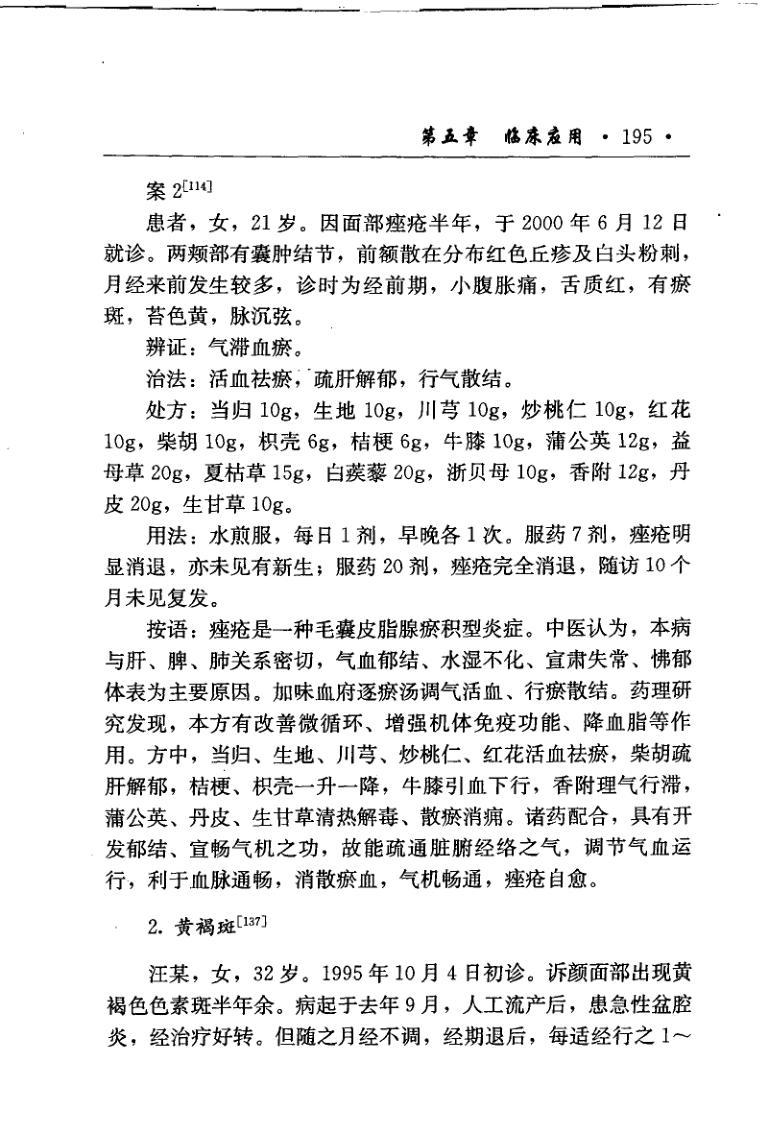 第五章 临床应用 · 195 ·
案 2[114]
患者，女，21 岁。因面部痤疮半年，于 2000 年 6 月 12 日
就诊。两颊部有囊肿结节，前额散在分布红色丘疹及白头粉刺，
月经来前发生较多，诊时为经前期，小腹胀痛，舌质红，有瘀
斑，苔色黄，脉沉弦。
辨证：气滞血瘀。
治法：活血祛瘀，疏肝解郁，行气散结。
处方：当归 10g，生地 10g，川芎 10g，炒桃仁 10g，红花
10g，柴胡 10g，枳壳 6g，桔梗 6g，牛膝 10g，蒲公英 12g，益
母草 20g，夏枯草 15g，白蒺藜 20g，浙贝母 10g，香附 12g，丹
皮 20g，生甘草 10g。
用法：水煎服，每日 1 剂，早晚各 1 次。服药 7 剂，痤疮明
显消退，亦未见有新生；服药 20 剂，痤疮完全消退，随访 10 个
月未见复发。
按语：痤疮是一种毛囊皮脂腺瘀积型炎症。中医认为，本病
与肝、脾、肺关系密切，气血郁结、水湿不化、宣肃失常、怫郁
体表为主要原因。加味血府逐瘀汤调气活血、行瘀散结。药理研
究发现，本方有改善微循环、增强机体免疫功能、降血脂等作
用。方中，当归、生地、川芎、炒桃仁、红花活血祛瘀，柴胡疏
肝解郁，桔梗、枳壳一升一降，牛膝引血下行，香附理气行滞，
蒲公英、丹皮、生甘草清热解毒、散瘀消痈。诸药配合，具有开
发郁结、宣畅气机之功，故能疏通脏腑经络之气，调节气血运
行，利于血脉通畅，消散瘀血，气机畅通，痤疮自愈。
2. 黄褐斑[137]
汪某，女，32 岁。1995 年 10 月 4 日初诊。诉颜面部出现黄
褐色色素斑半年余。病起于去年 9 月，人工流产后，患急性盆腔
炎，经治疗好转。但随之月经不调，经期退后，每适经行之 1～